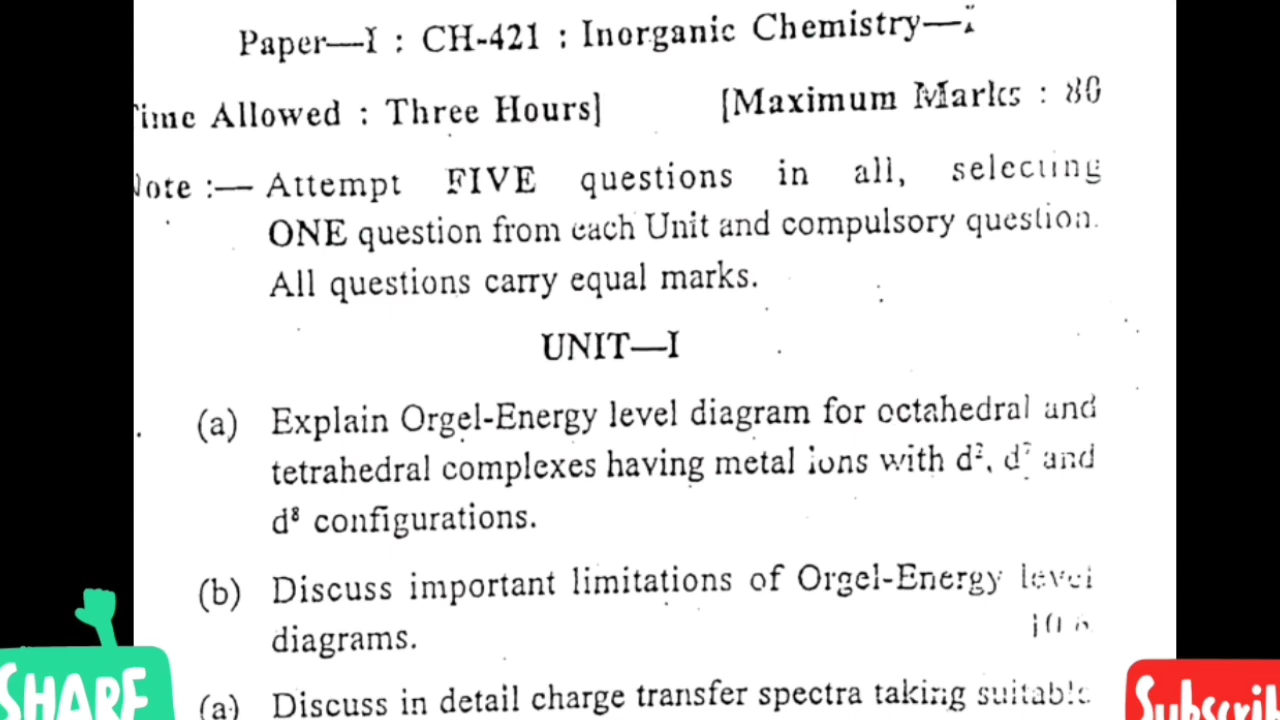 Paper—I : CH-421 : Inorganic Chemistry—
Time Allowed : Three Hours] [Maximum Marks : 80
Note :— Attempt FIVE questions in all, selecting
ONE question from each Unit and compulsory question.
All questions carry equal marks.
UNIT—I
(a) Explain Orgel-Energy level diagram for octahedral and
tetrahedral complexes having metal ions with d², d⁷ and
d⁸ configurations.
(b) Discuss important limitations of Orgel-Energy level
diagrams.
(a) Discuss in detail charge transfer spectra taking suitable
SHARE
Subscrib